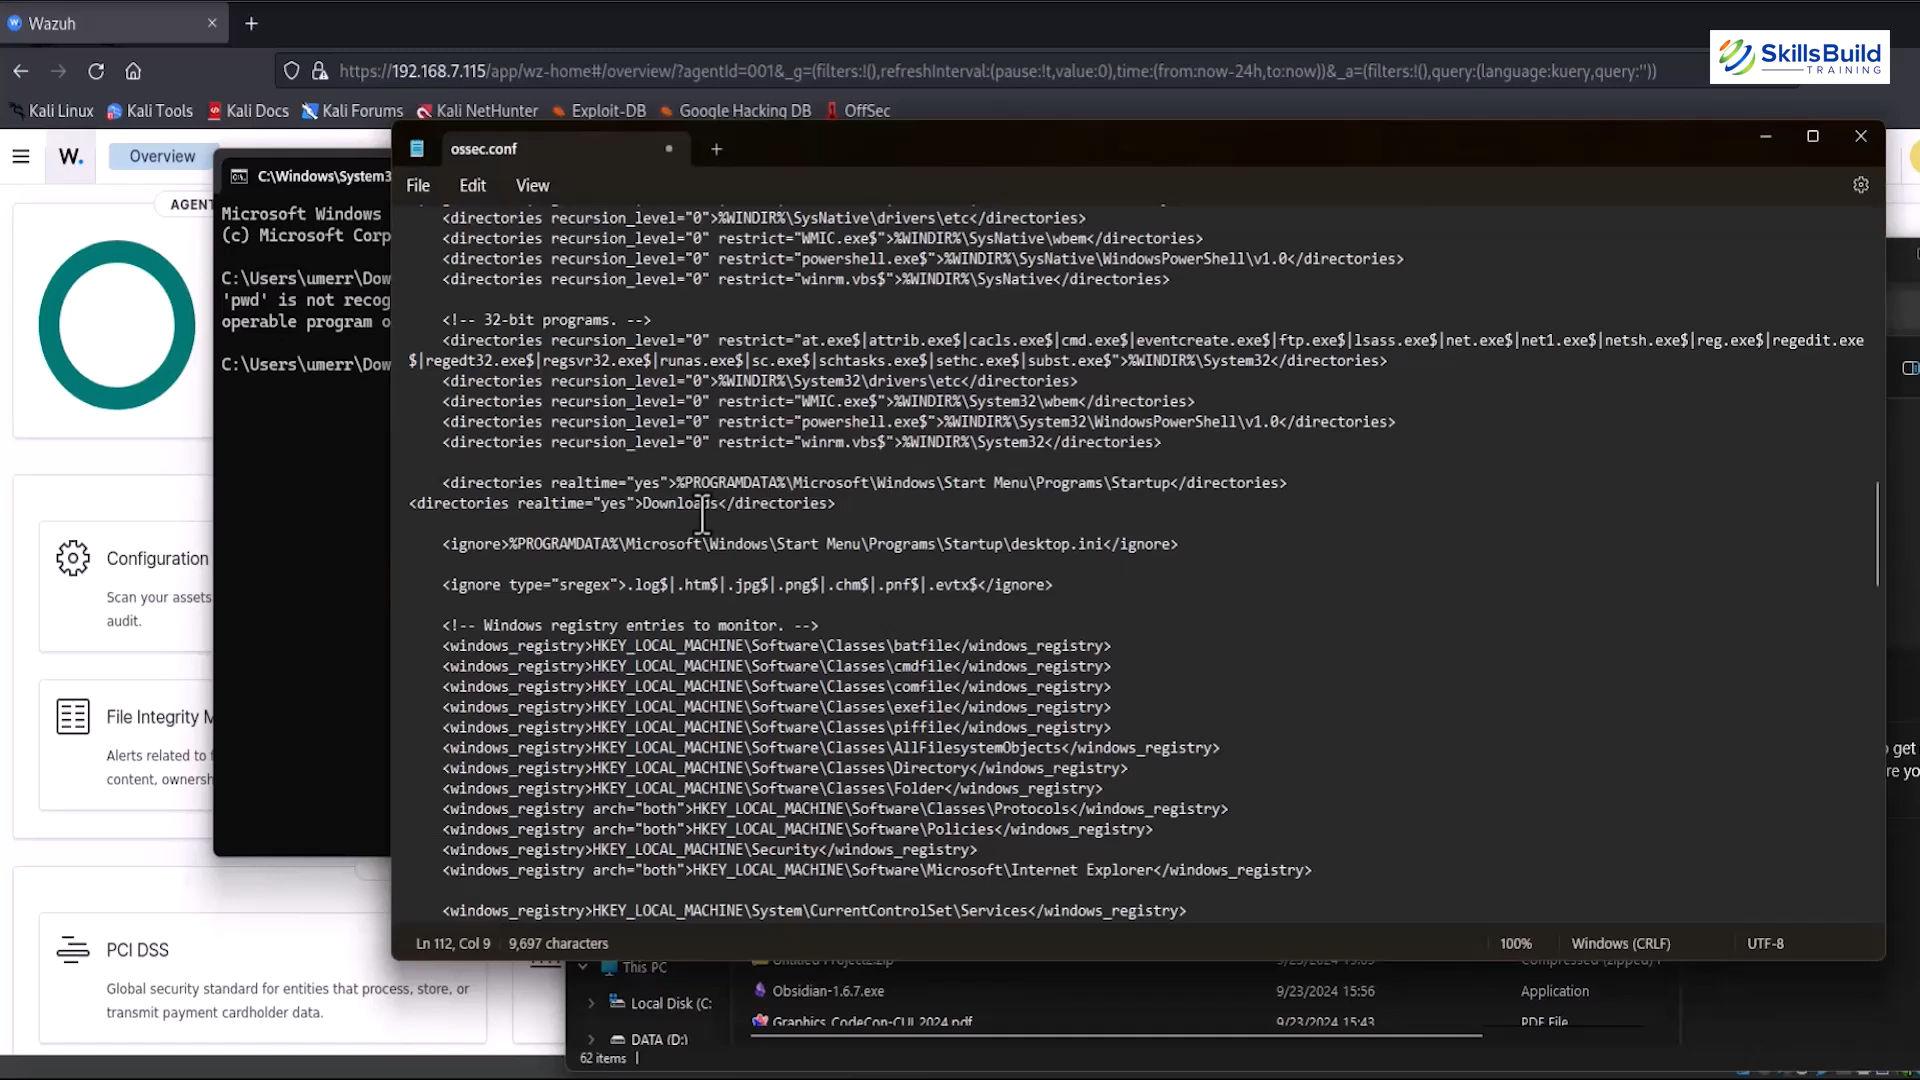 Wazuh
https://192.168.7.115/app/wz-home#/overview/?agentId=001&_g=(filters:!(),refreshInterval:(pause:!t,value:0),time:(from:now-24h,to:now))&_a=(filters:!(),query:(language:kuery,query:''))
SkillsBuild
TRAINING
Kali Linux Kali Tools Kali Docs Kali Forums Kali NetHunter Exploit-DB Google Hacking DB OffSec
W. Overview
AGENT
C:\Windows\System3
Microsoft Windows
(c) Microsoft Corp
C:\Users\umerr\Dow
'pwd' is not recog
operable program o
C:\Users\umerr\Dow
ossec.conf
File Edit View
<directories recursion_level="0">%WINDIR%\SysNative\drivers\etc</directories>
<directories recursion_level="0" restrict="WMIC.exe$">%WINDIR%\SysNative\wbem</directories>
<directories recursion_level="0" restrict="powershell.exe$">%WINDIR%\SysNative\WindowsPowerShell\v1.0</directories>
<directories recursion_level="0" restrict="winrm.vbs$">%WINDIR%\SysNative</directories>
<!-- 32-bit programs. -->
<directories recursion_level="0" restrict="at.exe$|attrib.exe$|cacls.exe$|cmd.exe$|eventcreate.exe$|ftp.exe$|lsass.exe$|net.exe$|net1.exe$|netsh.exe$|reg.exe$|regedit.exe
$|regedt32.exe$|regsvr32.exe$|runas.exe$|sc.exe$|schtasks.exe$|sethc.exe$|subst.exe$">%WINDIR%\System32</directories>
<directories recursion_level="0">%WINDIR%\System32\drivers\etc</directories>
<directories recursion_level="0" restrict="WMIC.exe$">%WINDIR%\System32\wbem</directories>
<directories recursion_level="0" restrict="powershell.exe$">%WINDIR%\System32\WindowsPowerShell\v1.0</directories>
<directories recursion_level="0" restrict="winrm.vbs$">%WINDIR%\System32</directories>
<directories realtime="yes">%PROGRAMDATA%\Microsoft\Windows\Start Menu\Programs\Startup</directories>
<directories realtime="yes">Downloads</directories>
<ignore>%PROGRAMDATA%\Microsoft\Windows\Start Menu\Programs\Startup\desktop.ini</ignore>
<ignore type="sregex">.log$|.htm$|.jpg$|.png$|.chm$|.pnf$|.evtx$</ignore>
<!-- Windows registry entries to monitor. -->
<windows_registry>HKEY_LOCAL_MACHINE\Software\Classes\batfile</windows_registry>
<windows_registry>HKEY_LOCAL_MACHINE\Software\Classes\cmdfile</windows_registry>
<windows_registry>HKEY_LOCAL_MACHINE\Software\Classes\comfile</windows_registry>
<windows_registry>HKEY_LOCAL_MACHINE\Software\Classes\exefile</windows_registry>
<windows_registry>HKEY_LOCAL_MACHINE\Software\Classes\piffile</windows_registry>
<windows_registry>HKEY_LOCAL_MACHINE\Software\Classes\AllFilesystemObjects</windows_registry>
<windows_registry>HKEY_LOCAL_MACHINE\Software\Classes\Directory</windows_registry>
<windows_registry>HKEY_LOCAL_MACHINE\Software\Classes\Folder</windows_registry>
<windows_registry arch="both">HKEY_LOCAL_MACHINE\Software\Classes\Protocols</windows_registry>
<windows_registry arch="both">HKEY_LOCAL_MACHINE\Software\Policies</windows_registry>
<windows_registry>HKEY_LOCAL_MACHINE\Security</windows_registry>
<windows_registry arch="both">HKEY_LOCAL_MACHINE\Software\Microsoft\Internet Explorer</windows_registry>
<windows_registry>HKEY_LOCAL_MACHINE\System\CurrentControlSet\Services</windows_registry>
Ln 112, Col 9 9,697 characters 100% Windows (CRLF) UTF-8
Configuration
Scan your assets
audit.
File Integrity M
Alerts related to f
content, ownersh
PCI DSS
Global security standard for entities that process, store, or
transmit payment cardholder data.
o get
re yo
This PC
Local Disk (C:
DATA (D:)
62 items
Obsidian-1.6.7.exe 9/23/2024 15:56 Application
Graphics_CodeCon-CUI 2024.pdf 9/23/2024 15:43 PDF File